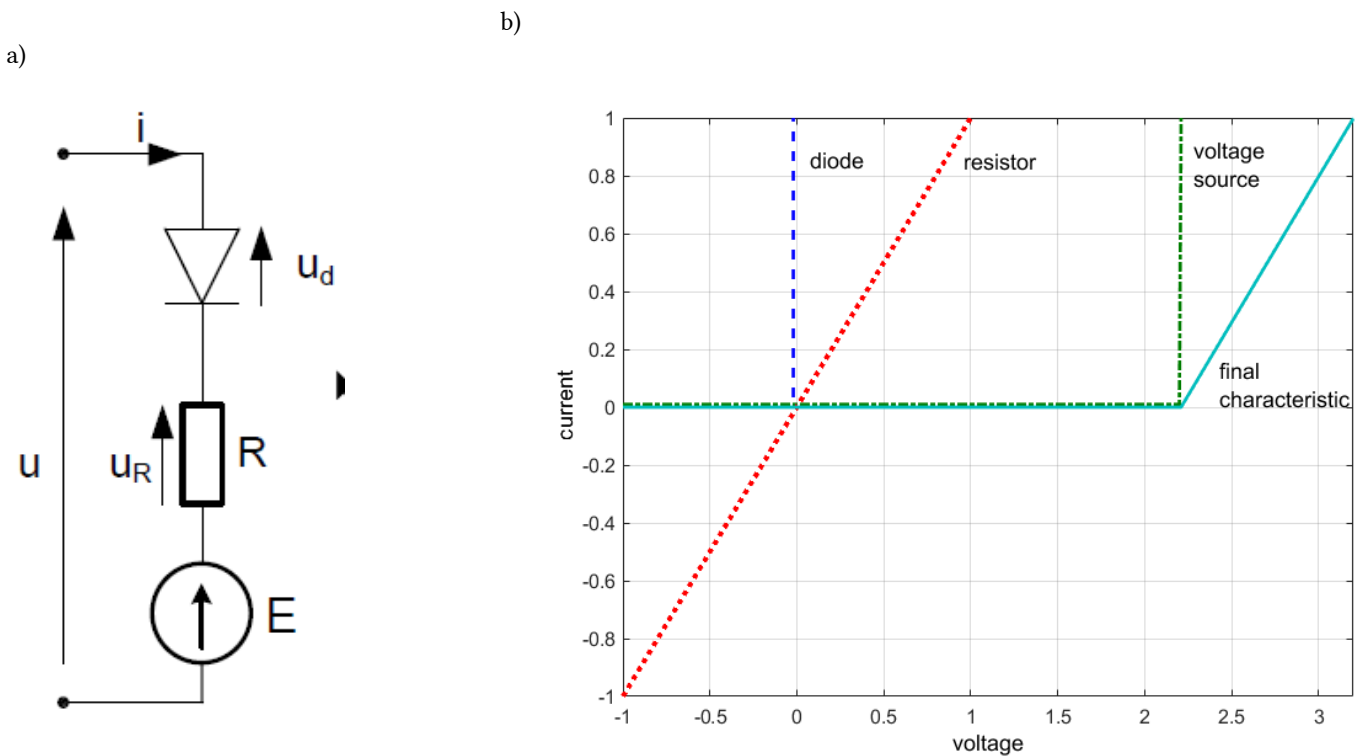 a)
i
u_d
u
u_R
R
E
b)
1
0.8
0.6
0.4
0.2
0
-0.2
-0.4
-0.6
-0.8
-1
current
diode
resistor
voltage
source
final
characteristic
-1
-0.5
0
0.5
1
1.5
2
2.5
3
voltage